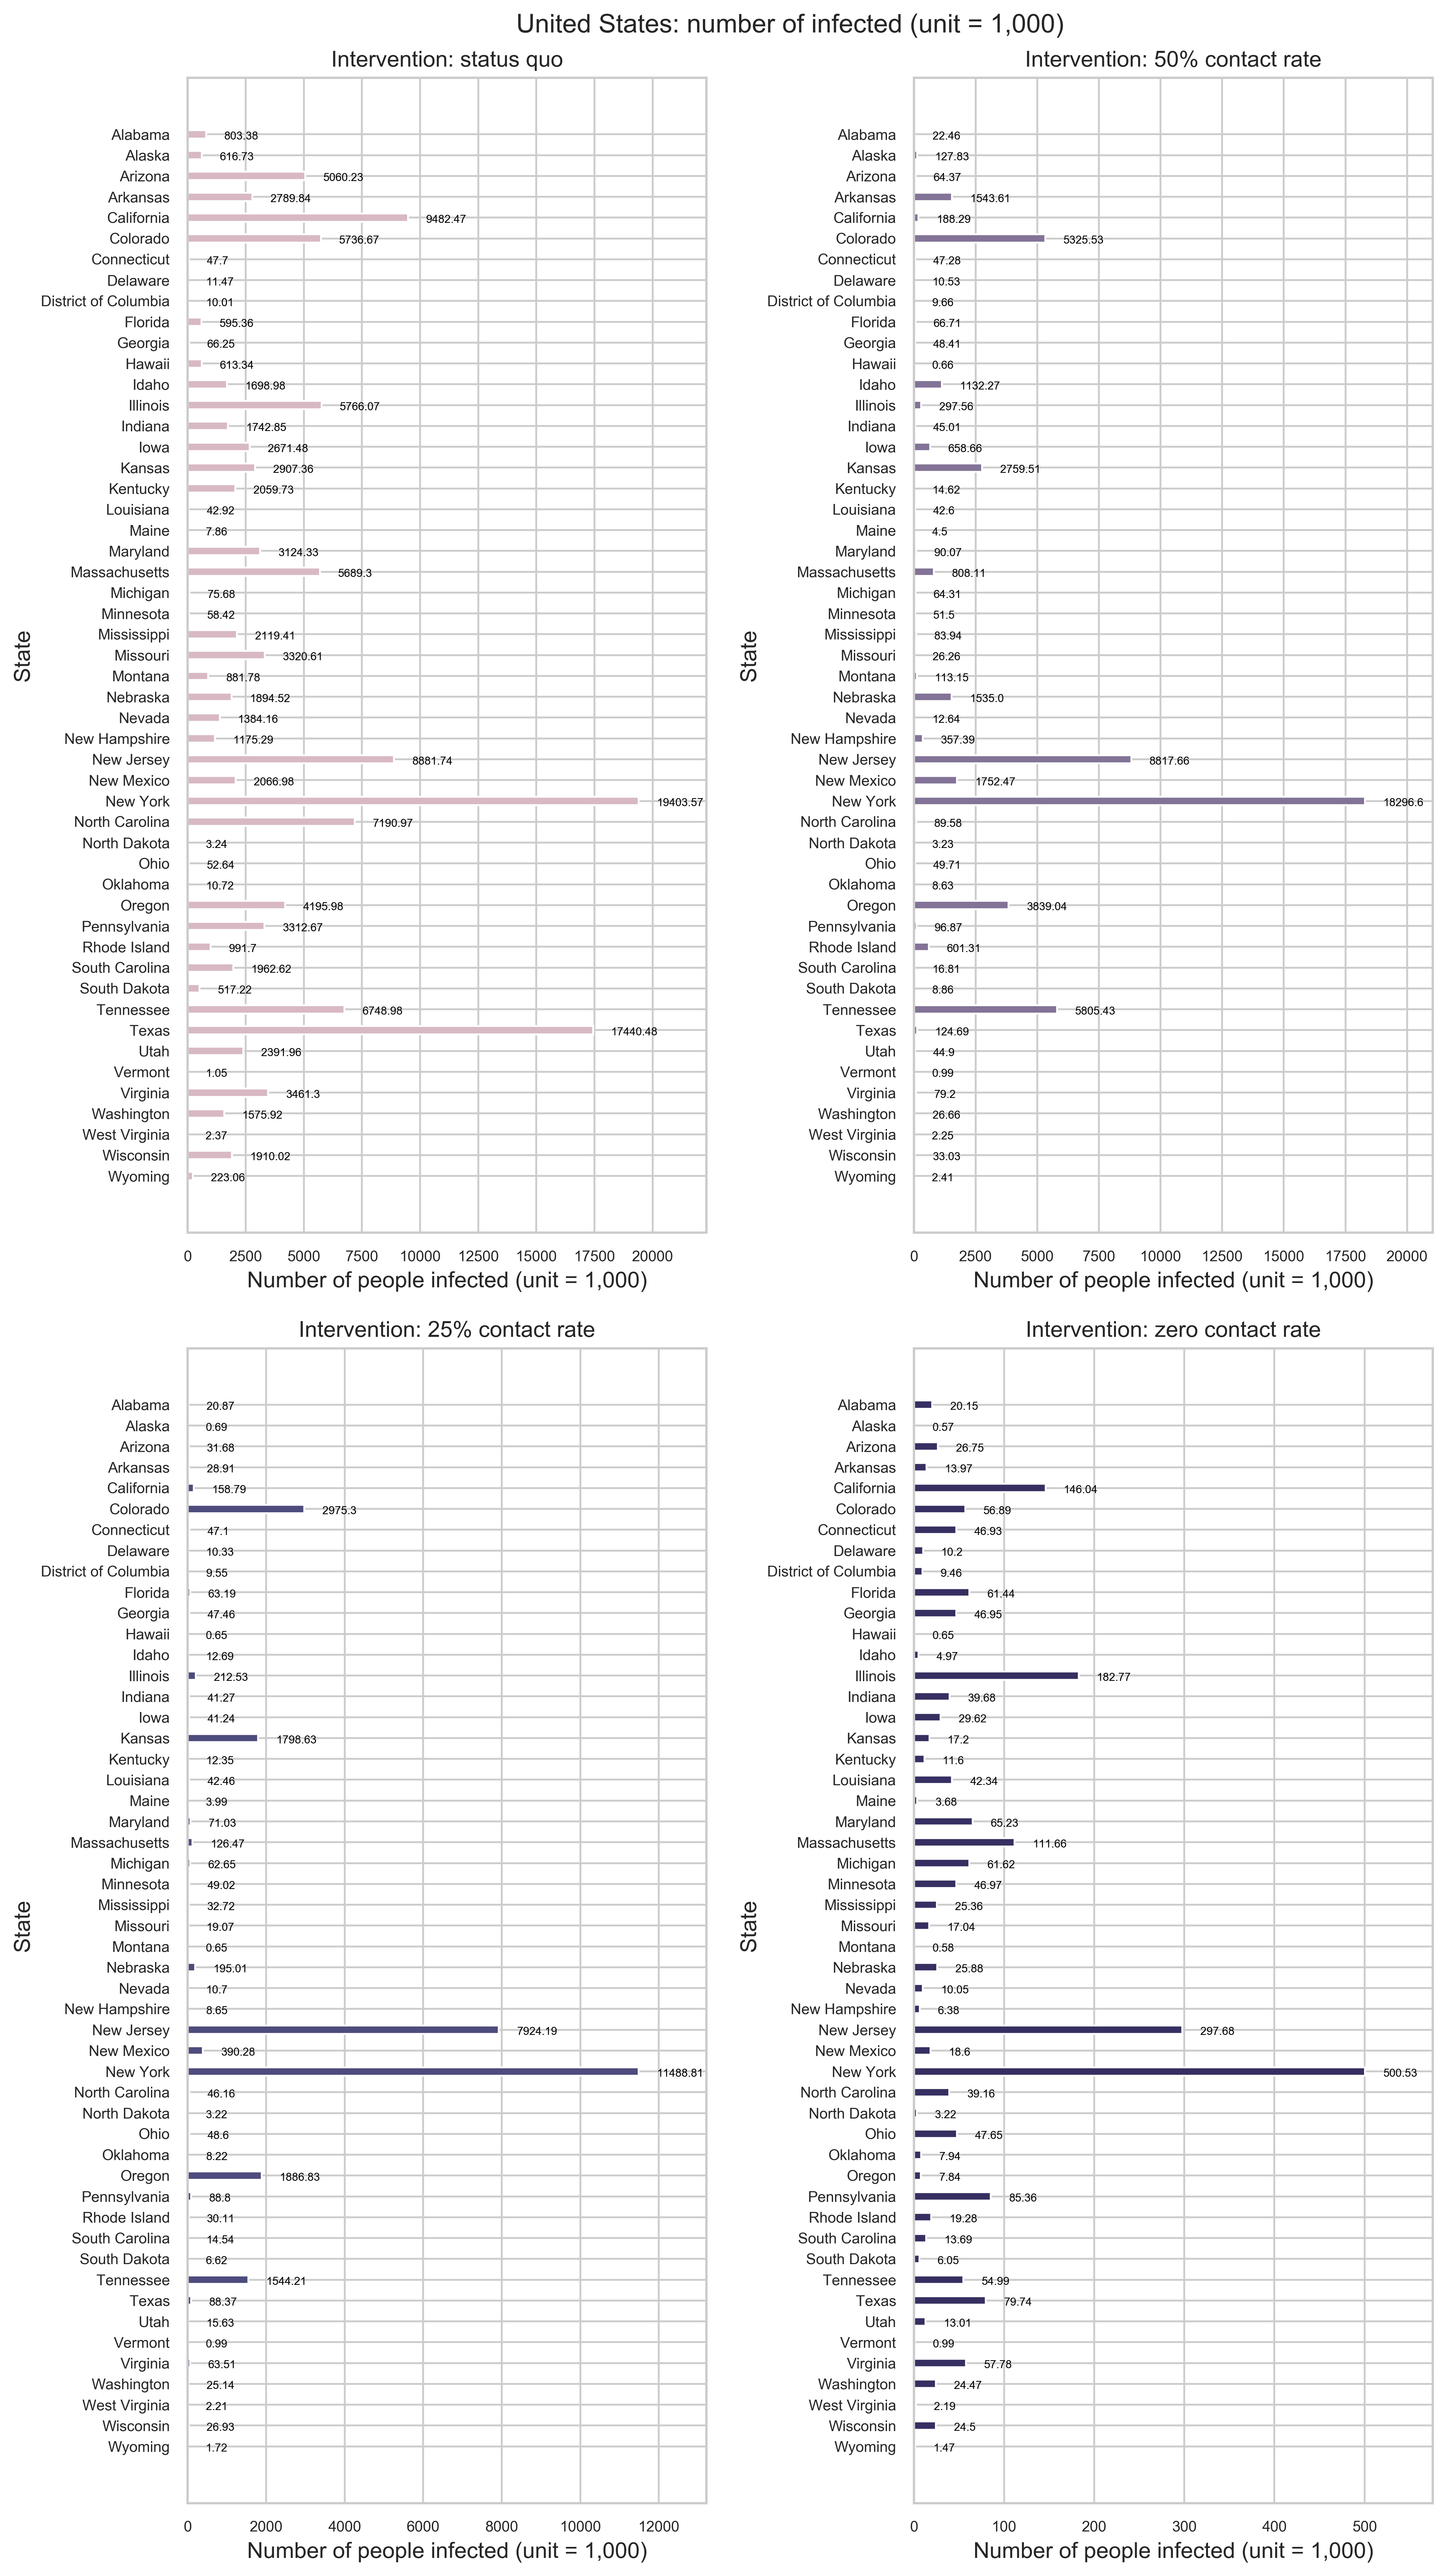 United States: number of infected (unit = 1,000)
Intervention: status quo
Alabama 803.38
Alaska 616.73
Arizona 5060.23
Arkansas 2789.84
California 9482.47
Colorado 5736.67
Connecticut 47.7
Delaware 11.47
District of Columbia 10.01
Florida 595.36
Georgia 66.25
Hawaii 613.34
Idaho 1698.98
Illinois 5766.07
Indiana 1742.85
Iowa 2671.48
Kansas 2907.36
Kentucky 2059.73
Louisiana 42.92
Maine 7.86
Maryland 3124.33
Massachusetts 5689.3
Michigan 75.68
Minnesota 58.42
Mississippi 2119.41
Missouri 3320.61
Montana 881.78
Nebraska 1894.52
Nevada 1384.16
New Hampshire 1175.29
New Jersey 8881.74
New Mexico 2066.98
New York 19403.57
North Carolina 7190.97
North Dakota 3.24
Ohio 52.64
Oklahoma 10.72
Oregon 4195.98
Pennsylvania 3312.67
Rhode Island 991.7
South Carolina 1962.62
South Dakota 517.22
Tennessee 6748.98
Texas 17440.48
Utah 2391.96
Vermont 1.05
Virginia 3461.3
Washington 1575.92
West Virginia 2.37
Wisconsin 1910.02
Wyoming 223.06
State
0 2500 5000 7500 10000 12500 15000 17500 20000
Number of people infected (unit = 1,000)
Intervention: 50% contact rate
Alabama 22.46
Alaska 127.83
Arizona 64.37
Arkansas 1543.61
California 188.29
Colorado 5325.53
Connecticut 47.28
Delaware 10.53
District of Columbia 9.66
Florida 66.71
Georgia 48.41
Hawaii 0.66
Idaho 1132.27
Illinois 297.56
Indiana 45.01
Iowa 658.66
Kansas 2759.51
Kentucky 14.62
Louisiana 42.6
Maine 4.5
Maryland 90.07
Massachusetts 808.11
Michigan 64.31
Minnesota 51.5
Mississippi 83.94
Missouri 26.26
Montana 113.15
Nebraska 1535.0
Nevada 12.64
New Hampshire 357.39
New Jersey 8817.66
New Mexico 1752.47
New York 18296.6
North Carolina 89.58
North Dakota 3.23
Ohio 49.71
Oklahoma 8.63
Oregon 3839.04
Pennsylvania 96.87
Rhode Island 601.31
South Carolina 16.81
South Dakota 8.86
Tennessee 5805.43
Texas 124.69
Utah 44.9
Vermont 0.99
Virginia 79.2
Washington 26.66
West Virginia 2.25
Wisconsin 33.03
Wyoming 2.41
State
0 2500 5000 7500 10000 12500 15000 17500 20000
Number of people infected (unit = 1,000)
Intervention: 25% contact rate
Alabama 20.87
Alaska 0.69
Arizona 31.68
Arkansas 28.91
California 158.79
Colorado 2975.3
Connecticut 47.1
Delaware 10.33
District of Columbia 9.55
Florida 63.19
Georgia 47.46
Hawaii 0.65
Idaho 12.69
Illinois 212.53
Indiana 41.27
Iowa 41.24
Kansas 1798.63
Kentucky 12.35
Louisiana 42.46
Maine 3.99
Maryland 71.03
Massachusetts 126.47
Michigan 62.65
Minnesota 49.02
Mississippi 32.72
Missouri 19.07
Montana 0.65
Nebraska 195.01
Nevada 10.7
New Hampshire 8.65
New Jersey 7924.19
New Mexico 390.28
New York 11488.81
North Carolina 46.16
North Dakota 3.22
Ohio 48.6
Oklahoma 8.22
Oregon 1886.83
Pennsylvania 88.8
Rhode Island 30.11
South Carolina 14.54
South Dakota 6.62
Tennessee 1544.21
Texas 88.37
Utah 15.63
Vermont 0.99
Virginia 63.51
Washington 25.14
West Virginia 2.21
Wisconsin 26.93
Wyoming 1.72
State
0 2000 4000 6000 8000 10000 12000
Number of people infected (unit = 1,000)
Intervention: zero contact rate
Alabama 20.15
Alaska 0.57
Arizona 26.75
Arkansas 13.97
California 146.04
Colorado 56.89
Connecticut 46.93
Delaware 10.2
District of Columbia 9.46
Florida 61.44
Georgia 46.95
Hawaii 0.65
Idaho 4.97
Illinois 182.77
Indiana 39.68
Iowa 29.62
Kansas 17.2
Kentucky 11.6
Louisiana 42.34
Maine 3.68
Maryland 65.23
Massachusetts 111.66
Michigan 61.62
Minnesota 46.97
Mississippi 25.36
Missouri 17.04
Montana 0.58
Nebraska 25.88
Nevada 10.05
New Hampshire 6.38
New Jersey 297.68
New Mexico 18.6
New York 500.53
North Carolina 39.16
North Dakota 3.22
Ohio 47.65
Oklahoma 7.94
Oregon 7.84
Pennsylvania 85.36
Rhode Island 19.28
South Carolina 13.69
South Dakota 6.05
Tennessee 54.99
Texas 79.74
Utah 13.01
Vermont 0.99
Virginia 57.78
Washington 24.47
West Virginia 2.19
Wisconsin 24.5
Wyoming 1.47
State
0 100 200 300 400 500
Number of people infected (unit = 1,000)